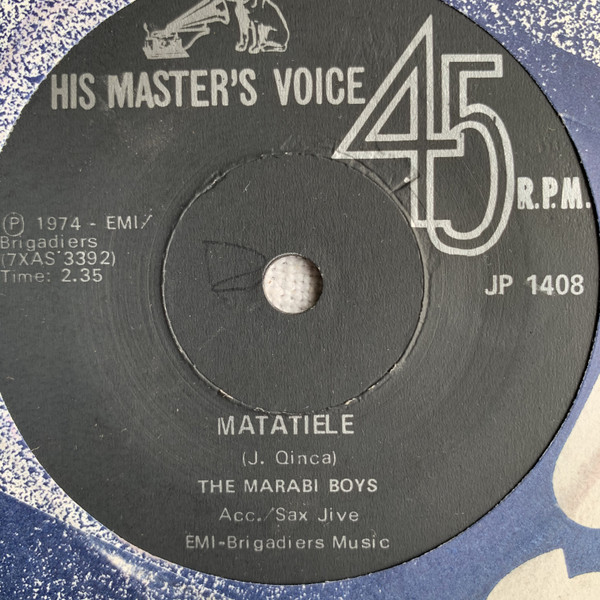 HIS MASTER'S VOICE
45 R.P.M.
Ⓟ 1974 - EMI/
Brigadiers
(7XAS 3392)
Time: 2.35
JP 1408
MATATIELE
(J. Qinca)
THE MARABI BOYS
Acc./Sax Jive
EMI-Brigadiers Music